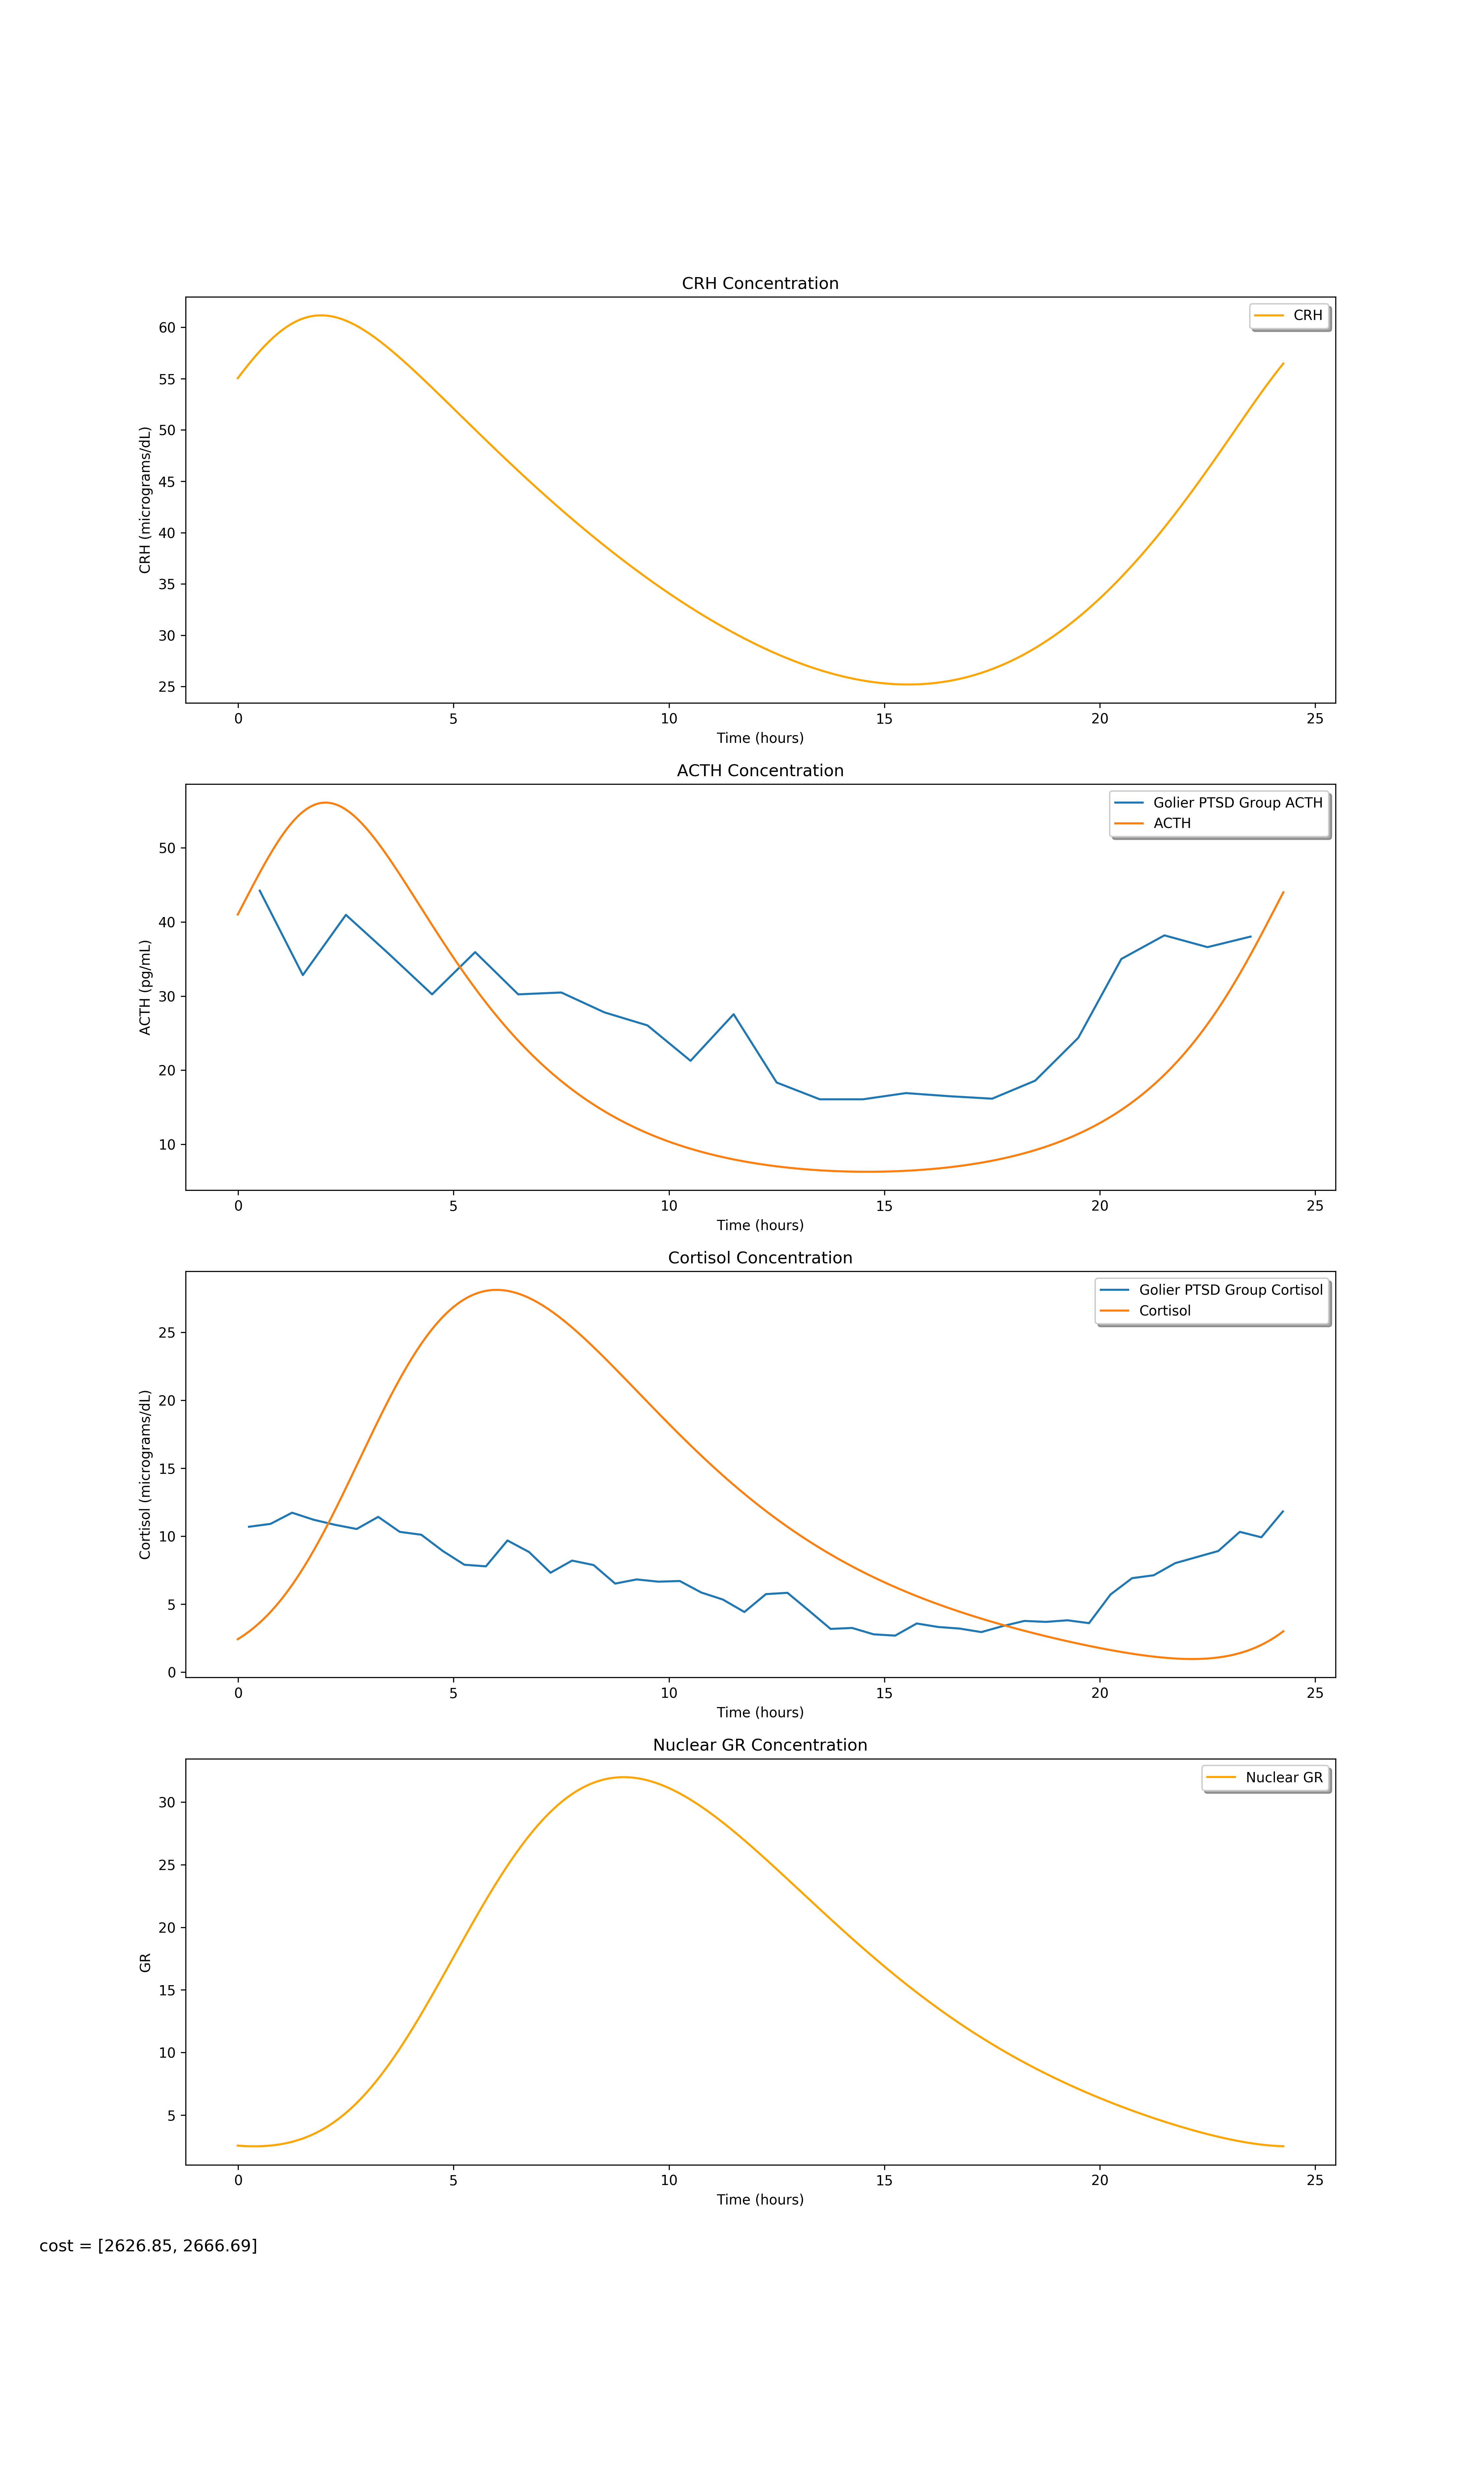 CRH Concentration
CRH
CRH (micrograms/dL)
60
55
50
45
40
35
30
25
0 5 10 15 20 25
Time (hours)
ACTH Concentration
Golier PTSD Group ACTH
ACTH
ACTH (pg/mL)
50
40
30
20
10
0 5 10 15 20 25
Time (hours)
Cortisol Concentration
Golier PTSD Group Cortisol
Cortisol
Cortisol (micrograms/dL)
25
20
15
10
5
0
0 5 10 15 20 25
Time (hours)
Nuclear GR Concentration
Nuclear GR
GR
30
25
20
15
10
5
0 5 10 15 20 25
Time (hours)
cost = [2626.85, 2666.69]